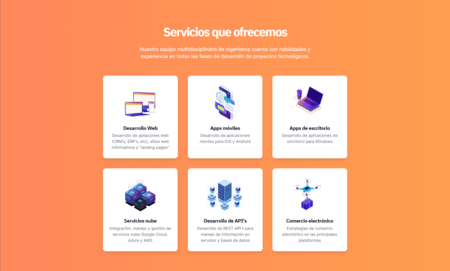 Servicios que ofrecemos
Nuestro equipo multidisciplinario de ingenieros cuenta con habilidades y
experiencia en todas las fases de desarrollo de proyectos tecnológicos.
Desarrollo Web
Desarrollo de apliaciones web
(CRM's, ERP's, etc), sitios web
informativos y "landing pages"
Apps móviles
Desarrollo de aplicaciones
móviles para iOS y Android
Apps de escritorio
Desarrollo de aplicaciones de
escritorio para Windows
Servicios nube
Integración, manejo y gestión de
servicios nube Google Cloud,
Azure y AWS
Desarrollo de API's
Desarrollo de REST API's para
manejo de información en
servidor y bases de datos
Comercio electrónico
Estrategias de comercio
electrónico en las principales
plataformas